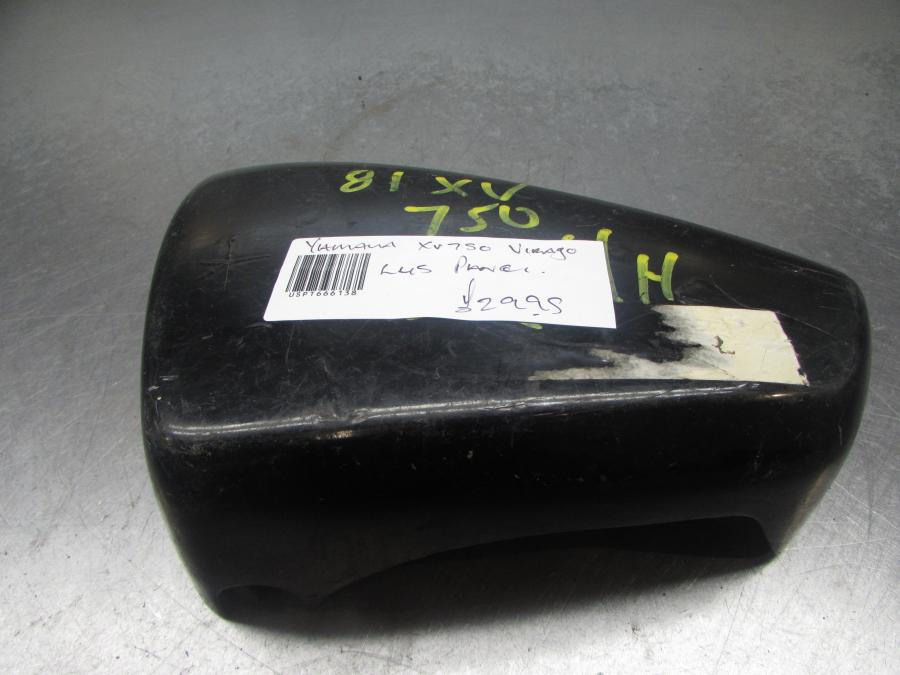 81 XV
750
H
YAMAHA XV750 VIRAGO
LHS PANEL.
USP1666138
£29.95